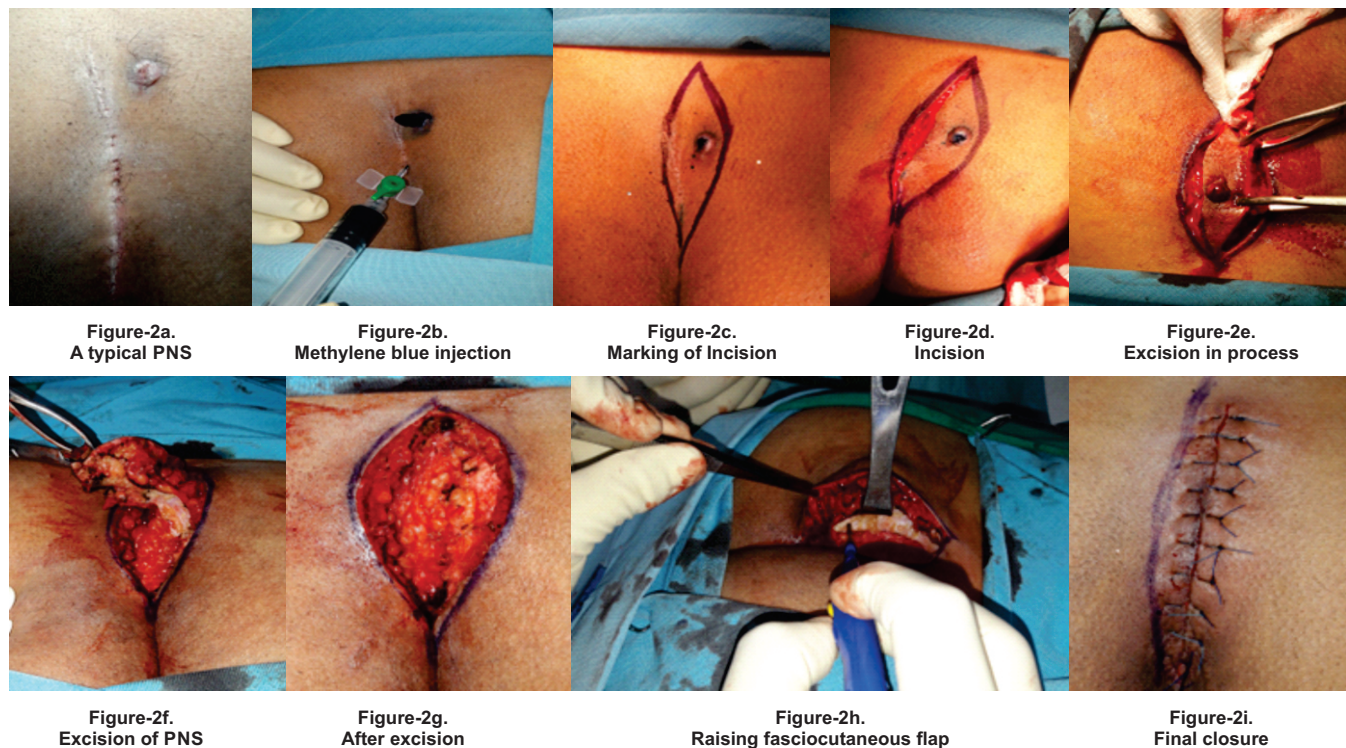 Figure-2a.
A typical PNS
Figure-2b.
Methylene blue injection
Figure-2c.
Marking of Incision
Figure-2d.
Incision
Figure-2e.
Excision in process
Figure-2f.
Excision of PNS
Figure-2g.
After excision
Figure-2h.
Raising fasciocutaneous flap
Figure-2i.
Final closure